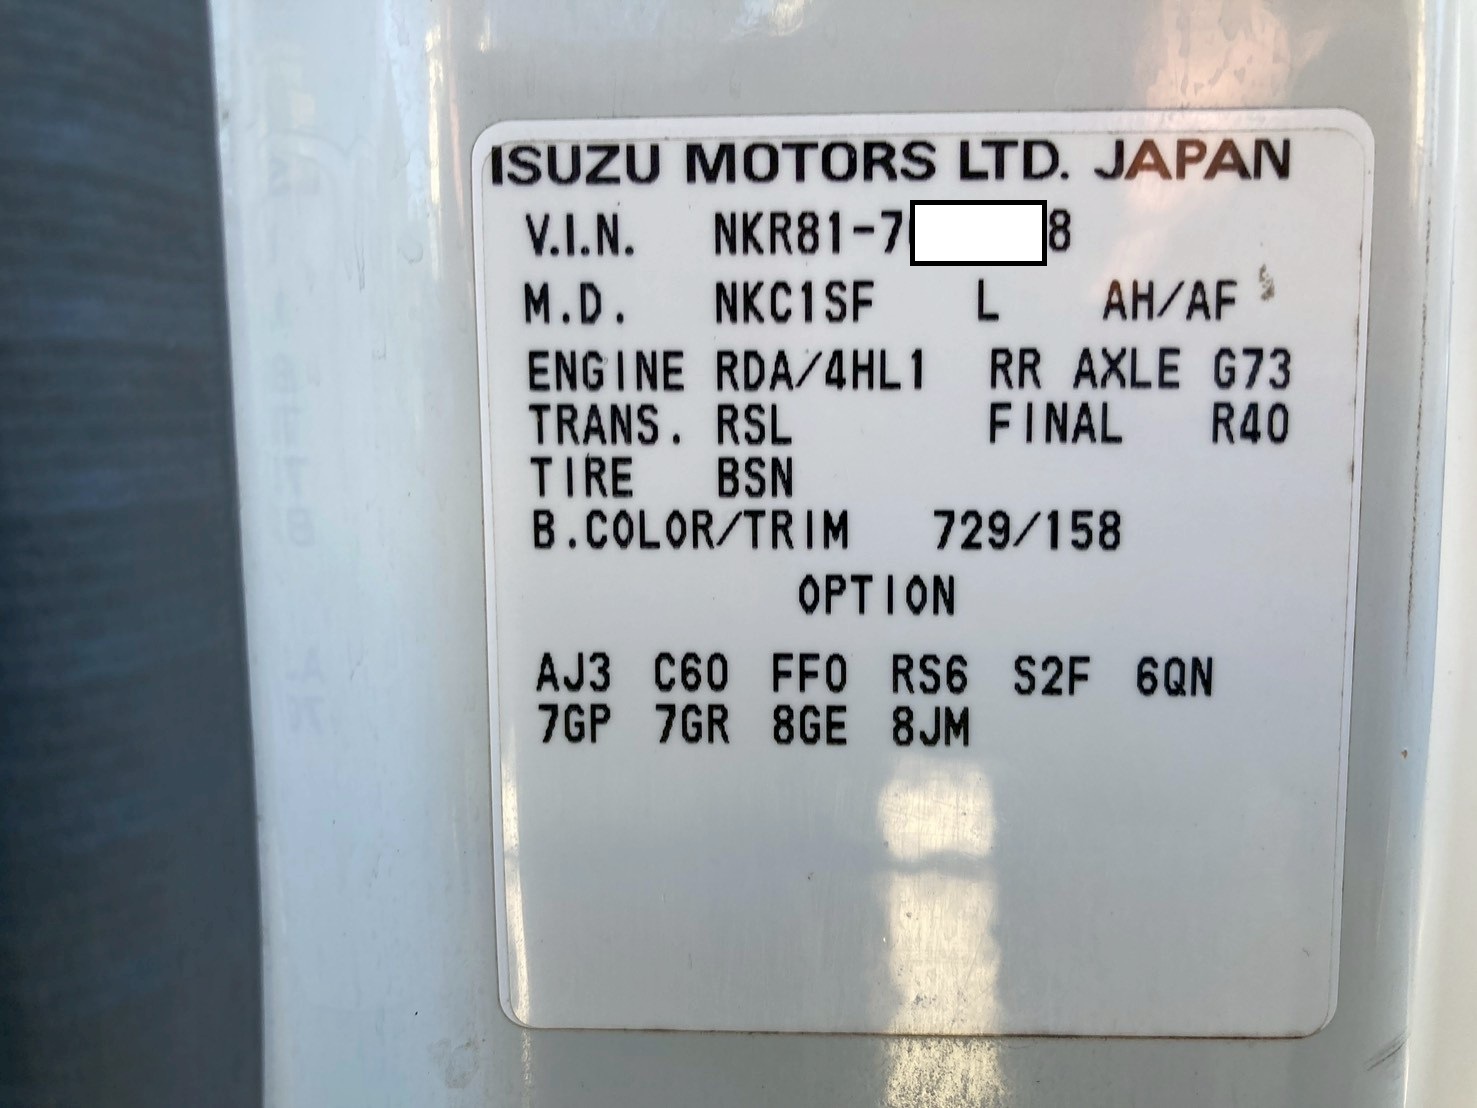 ISUZU MOTORS LTD. JAPAN
V.I.N. NKR81-7 8
M.D. NKC1SF L AH/AF
ENGINE RDA/4HL1 RR AXLE G73
TRANS. RSL FINAL R40
TIRE BSN
B.COLOR/TRIM 729/158
OPTION
AJ3 C60 FF0 RS6 S2F 6QN
7GP 7GR 8GE 8JM